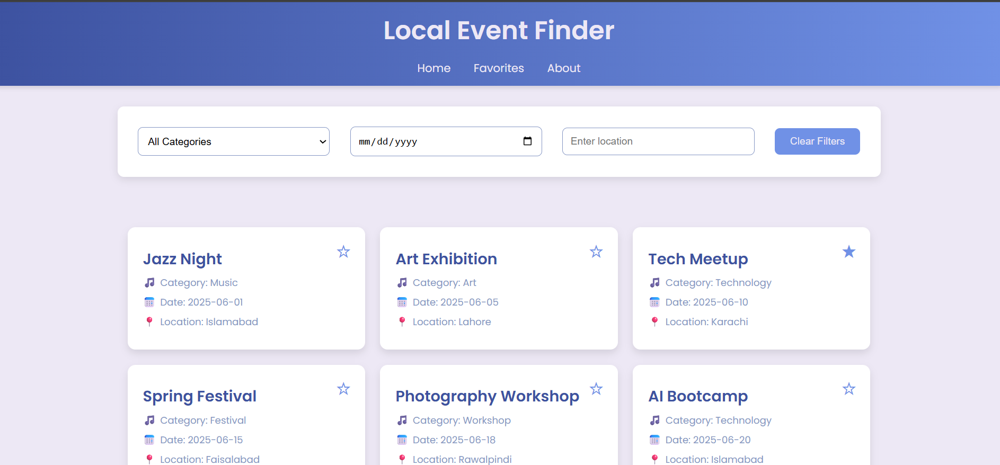 Local Event Finder
Home Favorites About
All Categories mm/dd/yyyy Enter location Clear Filters
Jazz Night
Category: Music
Date: 2025-06-01
Location: Islamabad
Art Exhibition
Category: Art
Date: 2025-06-05
Location: Lahore
Tech Meetup
Category: Technology
Date: 2025-06-10
Location: Karachi
Spring Festival
Category: Festival
Date: 2025-06-15
Location: Faisalabad
Photography Workshop
Category: Workshop
Date: 2025-06-18
Location: Rawalpindi
AI Bootcamp
Category: Technology
Date: 2025-06-20
Location: Islamabad